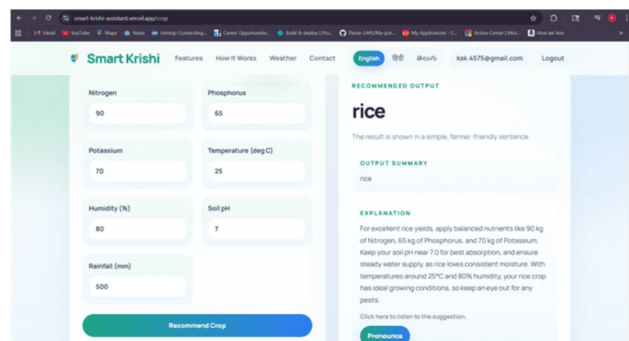 smart-krishi-assistant.vercel.app/crop
Gmail YouTube Maps News
Smart Krishi Features How It Works Weather Contact English हिंदी తెలుగు ksk.4575@gmail.com Logout
Nitrogen
90
Phosphorus
65
Potassium
70
Temperature (deg C)
25
Humidity (%)
80
Soil pH
7
Rainfall (mm)
500
Recommend Crop
RECOMMENDED OUTPUT
rice
The result is shown in a simple, farmer-friendly sentence.
OUTPUT SUMMARY
rice
EXPLANATION
For excellent rice yields, apply balanced nutrients like 90 kg
of Nitrogen, 65 kg of Phosphorus, and 70 kg of Potassium.
Keep your soil pH near 7.0 for best absorption, and ensure
steady water supply, as rice loves consistent moisture. With
temperatures around 25°C and 80% humidity, your rice crop
has ideal growing conditions, so keep an eye out for any
pests.
Click here to listen to the suggestion.
Pronounce